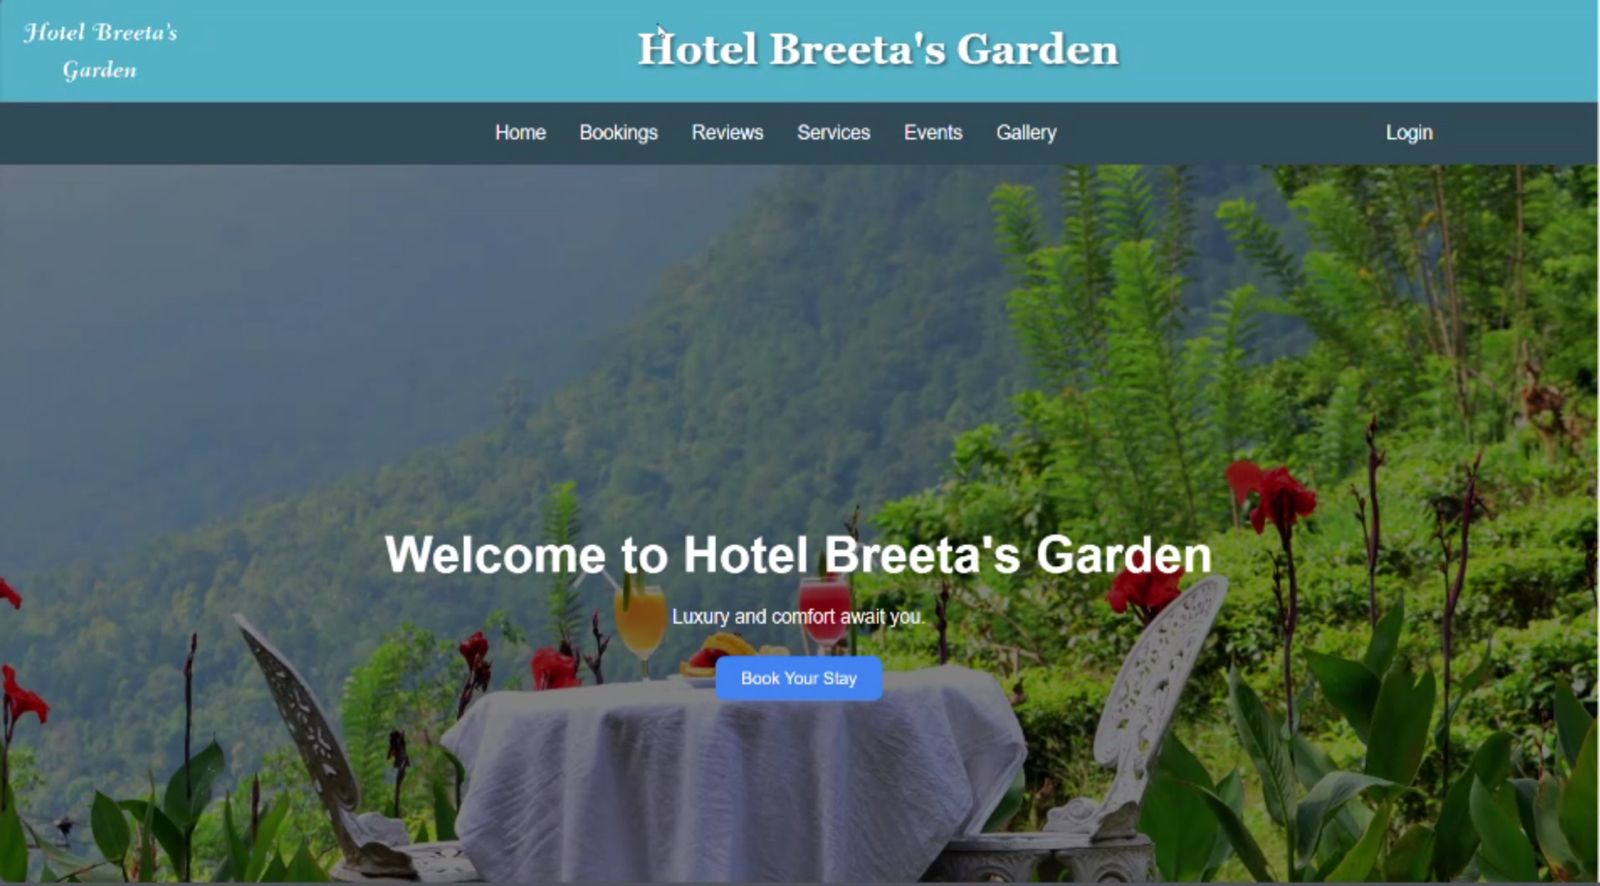 Hotel Breeta's
Garden
Hotel Breeta's Garden
Home Bookings Reviews Services Events Gallery Login
Welcome to Hotel Breeta's Garden
Luxury and comfort await you.
Book Your Stay